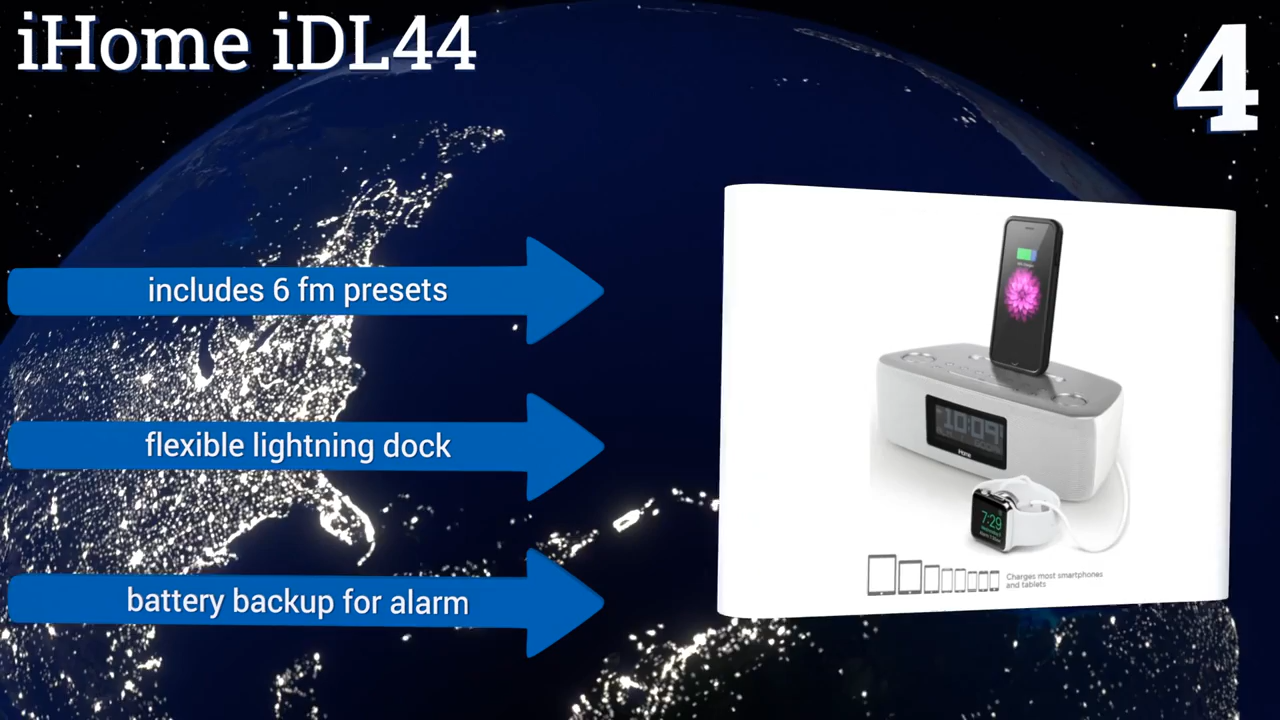 iHome iDL44
4
includes 6 fm presets
flexible lightning dock
battery backup for alarm
10:09
iHome
7:29
Charges most smartphones
and tablets